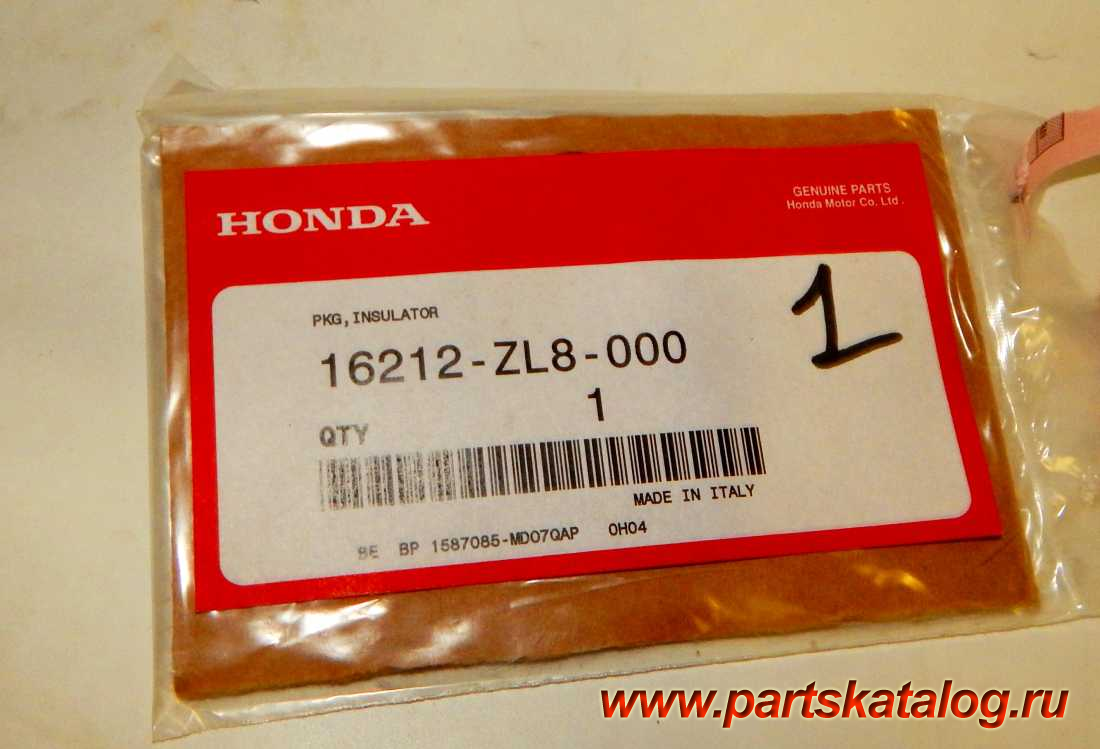 HONDA
GENUINE PARTS
Honda Motor Co, Ltd.
PKG, INSULATOR
16212-ZL8-000
1
QTY
1
MADE IN ITALY
BE BP 1587085-MD07QAP 0H04
www.partskatalog.ru